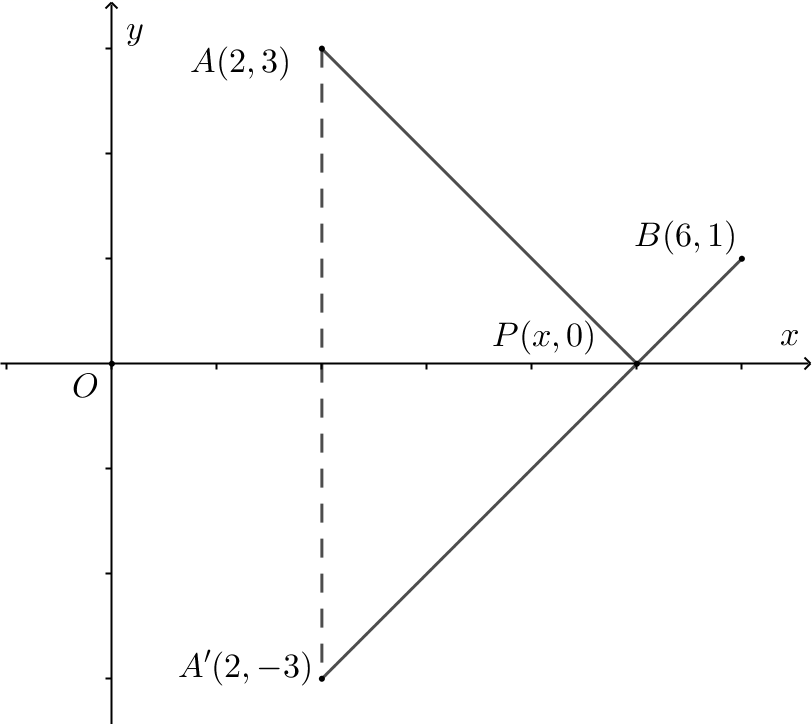 y
A(2, 3)
B(6, 1)
P(x, 0)
x
O
A′(2, −3)